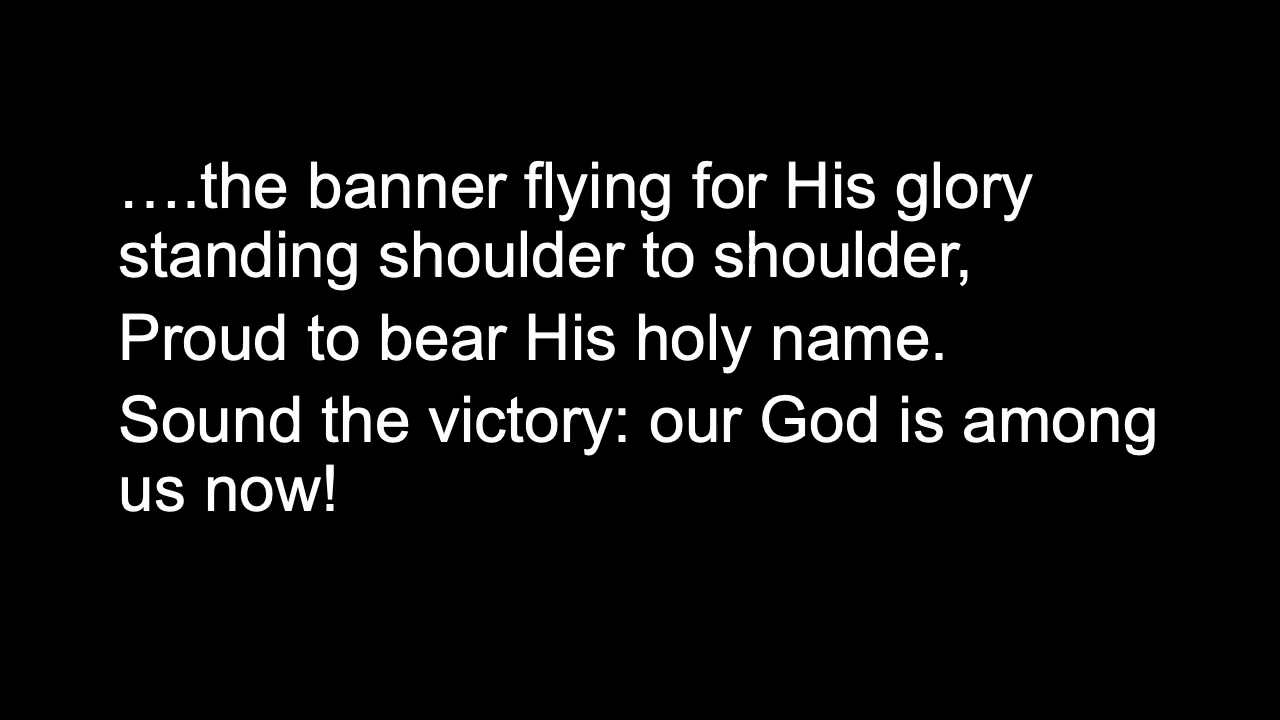 ….the banner flying for His glory
standing shoulder to shoulder,
Proud to bear His holy name.
Sound the victory: our God is among
us now!